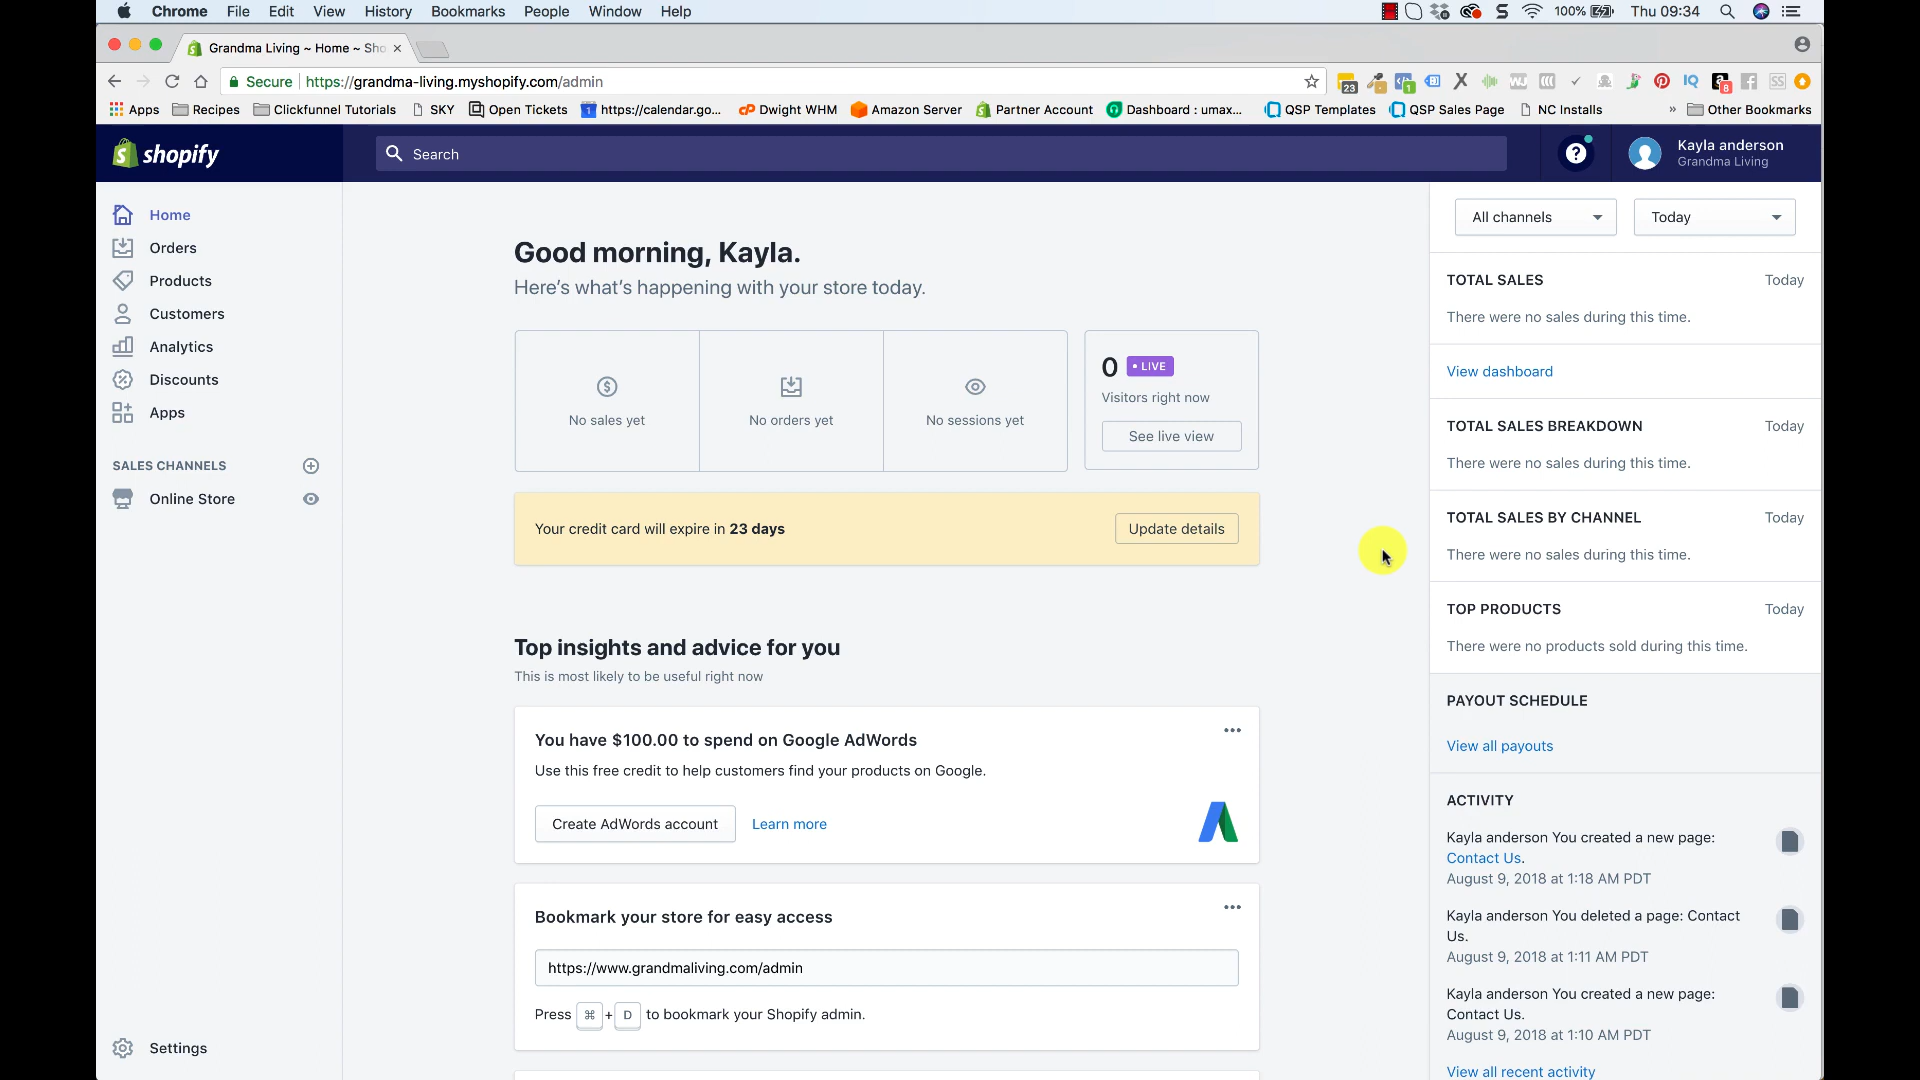 Chrome File Edit View History Bookmarks People Window Help 100% Thu 09:34
Grandma Living ~ Home ~ Sho
Secure https://grandma-living.myshopify.com/admin
23 1 8
Apps Recipes Clickfunnel Tutorials SKY Open Tickets https://calendar.go... Dwight WHM Amazon Server Partner Account Dashboard : umax... QSP Templates QSP Sales Page NC Installs » Other Bookmarks
shopify
Search
Kayla anderson
Grandma Living
Home
Orders
Products
Customers
Analytics
Discounts
Apps
SALES CHANNELS
Online Store
Settings
Good morning, Kayla.
Here's what's happening with your store today.
No sales yet
No orders yet
No sessions yet
0 • LIVE
Visitors right now
See live view
Your credit card will expire in 23 days
Update details
Top insights and advice for you
This is most likely to be useful right now
You have $100.00 to spend on Google AdWords
Use this free credit to help customers find your products on Google.
Create AdWords account
Learn more
Bookmark your store for easy access
https://www.grandmaliving.com/admin
Press ⌘ + D to bookmark your Shopify admin.
All channels
Today
TOTAL SALES Today
There were no sales during this time.
View dashboard
TOTAL SALES BREAKDOWN Today
There were no sales during this time.
TOTAL SALES BY CHANNEL Today
There were no sales during this time.
TOP PRODUCTS Today
There were no products sold during this time.
PAYOUT SCHEDULE
View all payouts
ACTIVITY
Kayla anderson You created a new page:
Contact Us.
August 9, 2018 at 1:18 AM PDT
Kayla anderson You deleted a page: Contact
Us.
August 9, 2018 at 1:11 AM PDT
Kayla anderson You created a new page:
Contact Us.
August 9, 2018 at 1:10 AM PDT
View all recent activity